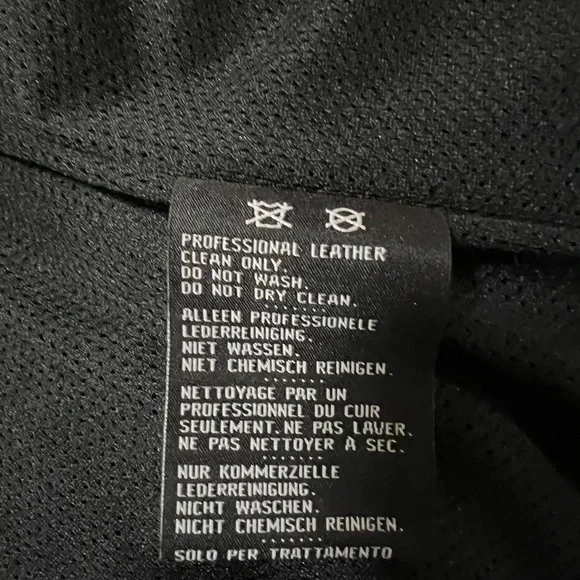 PROFESSIONAL LEATHER
CLEAN ONLY.
DO NOT WASH.
DO NOT DRY CLEAN.
ALLEEN PROFESSIONELE
LEDERREINIGING.
NIET WASSEN.
NIET CHEMISCH REINIGEN.
NETTOYAGE PAR UN
PROFESSIONNEL DU CUIR
SEULEMENT. NE PAS LAVER.
NE PAS NETTOYER À SEC.
NUR KOMMERZIELLE
LEDERREINIGUNG.
NICHT WASCHEN.
NICHT CHEMISCH REINIGEN.
SOLO PER TRATTAMENTO